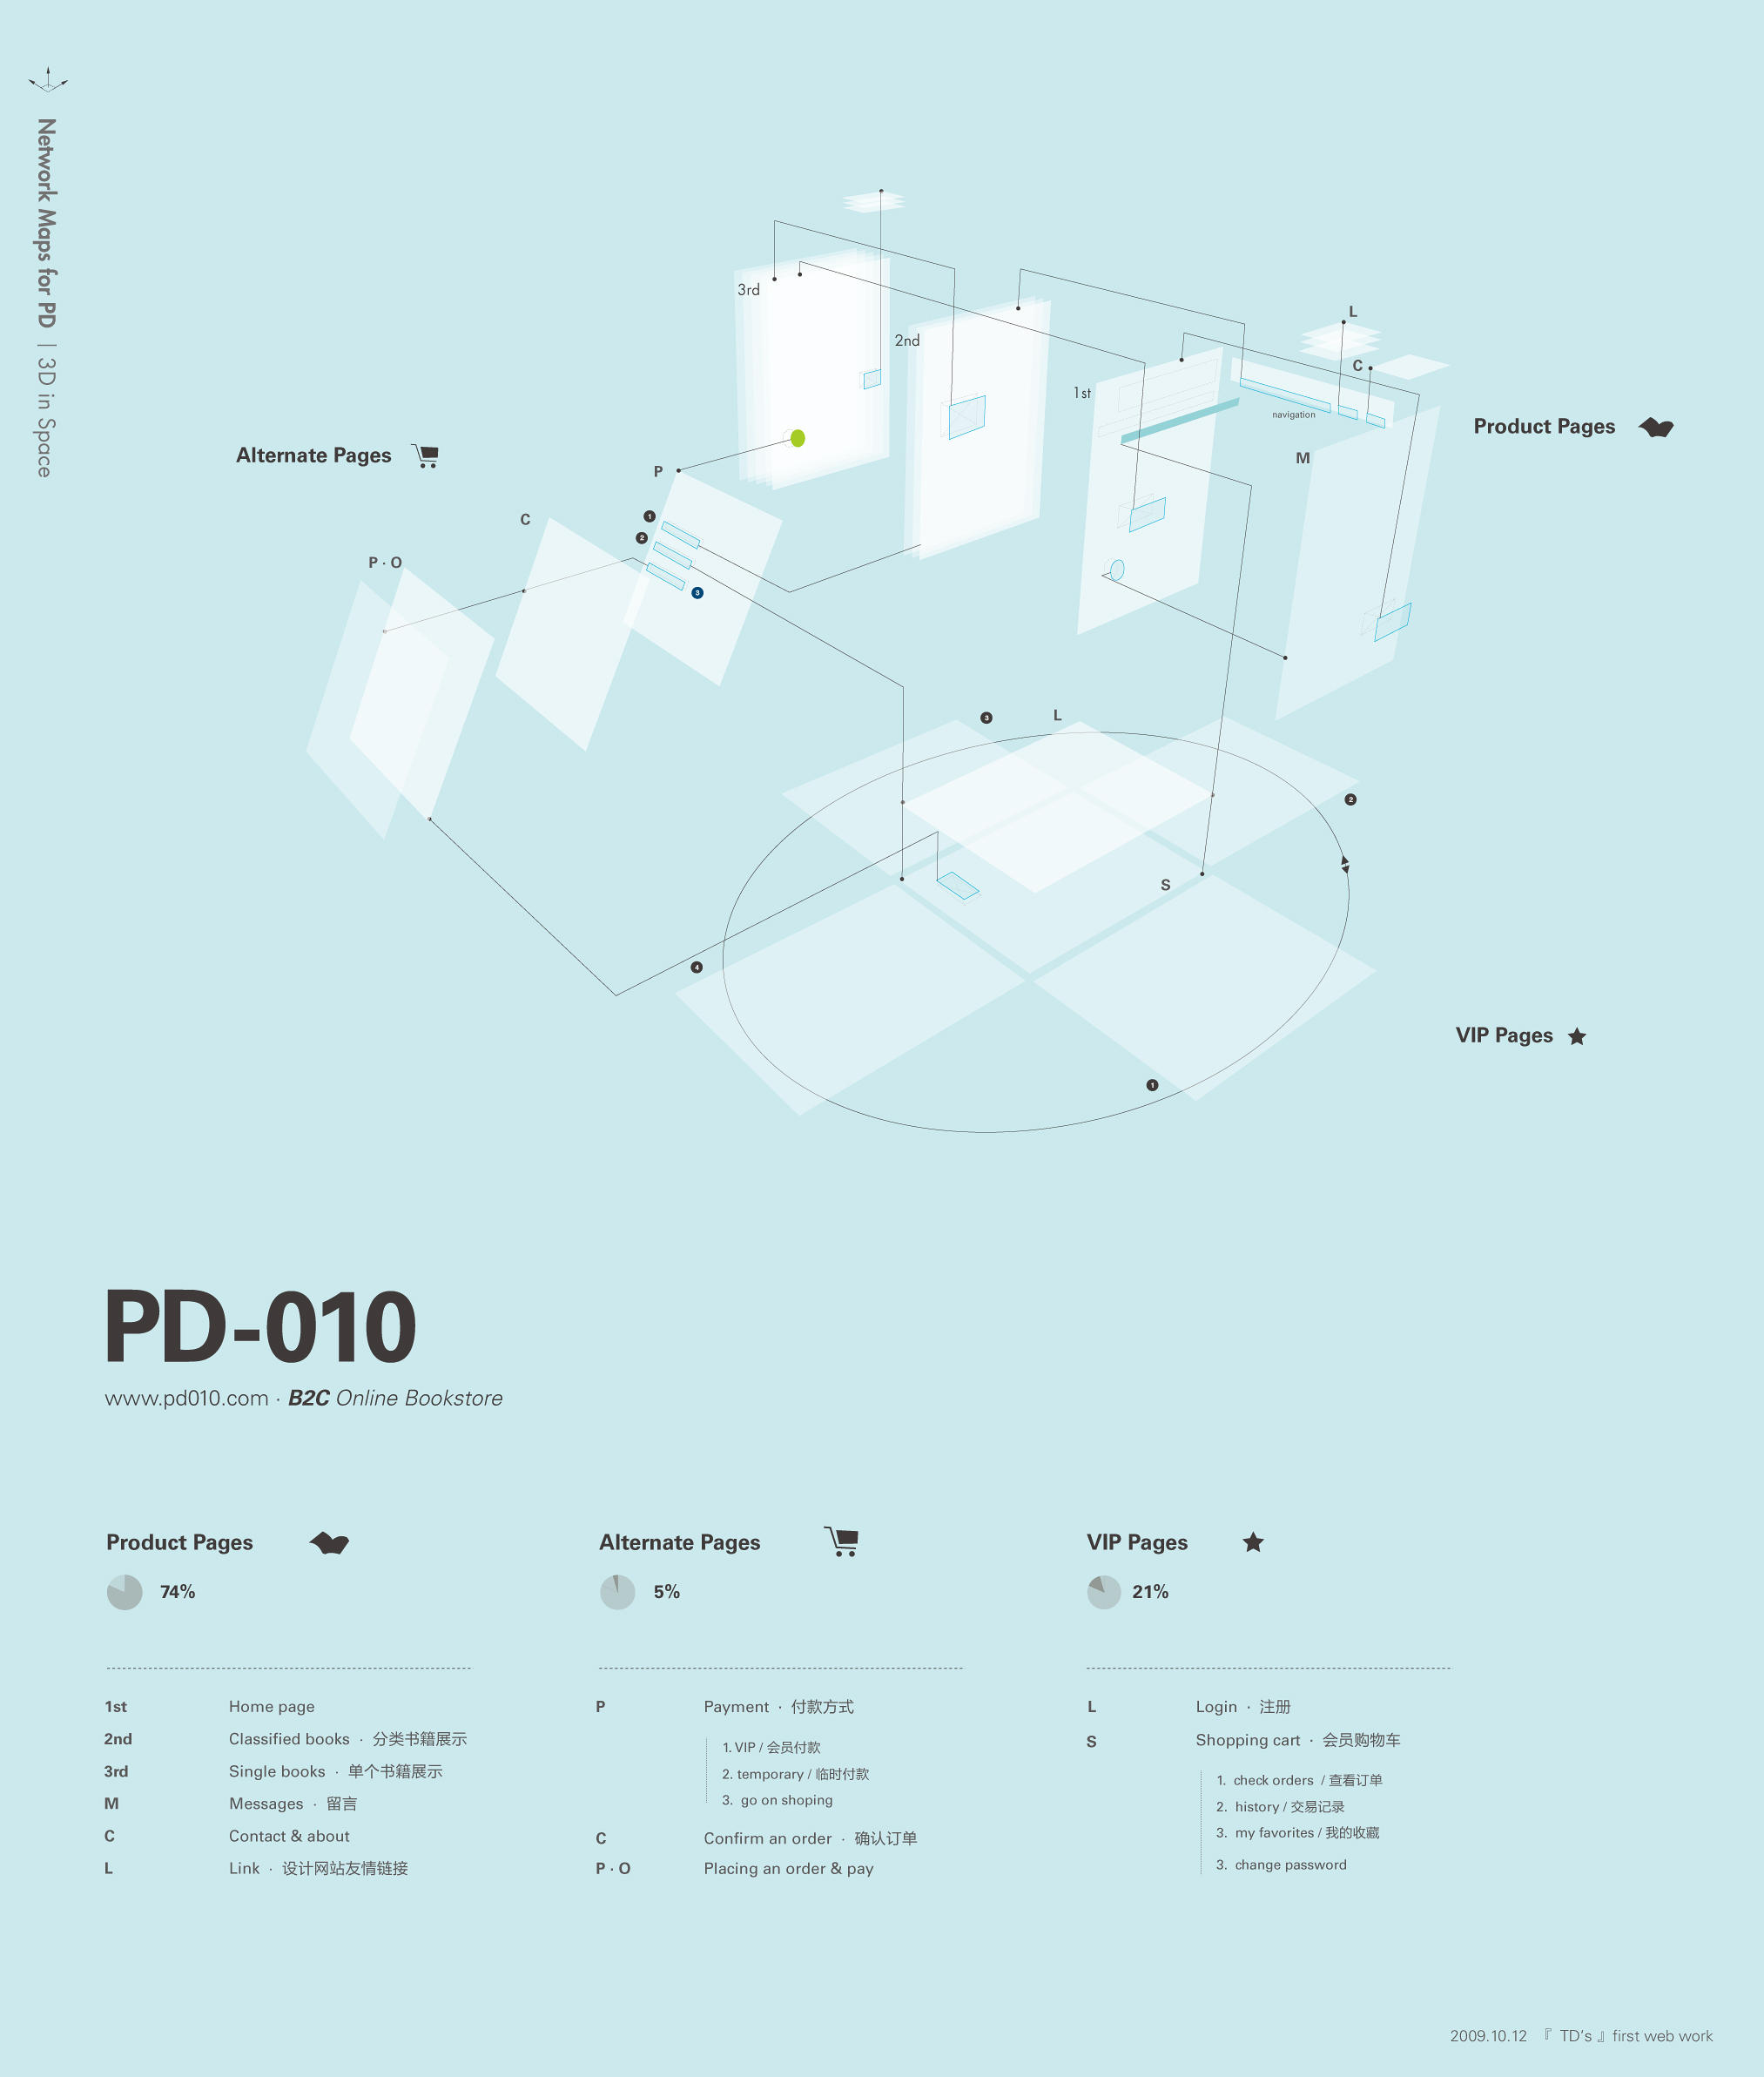 Network Maps for PD | 3D in Space
3rd
2nd
L
C
1st
navigation
Product Pages
Alternate Pages
M
P
C
1
2
P · O
3
3
L
2
S
4
VIP Pages
1
PD-010
www.pd010.com · B2C Online Bookstore
Product Pages
74%
1st Home page
2nd Classified books · 分类书籍展示
3rd Single books · 单个书籍展示
M Messages · 留言
C Contact & about
L Link · 设计网站友情链接
Alternate Pages
5%
P Payment · 付款方式
1. VIP / 会员付款
2. temporary / 临时付款
3. go on shoping
C Confirm an order · 确认订单
P · O Placing an order & pay
VIP Pages
21%
L Login · 注册
S Shopping cart · 会员购物车
1. check orders / 查看订单
2. history / 交易记录
3. my favorites / 我的收藏
3. change password
2009.10.12 『 TD's 』first web work